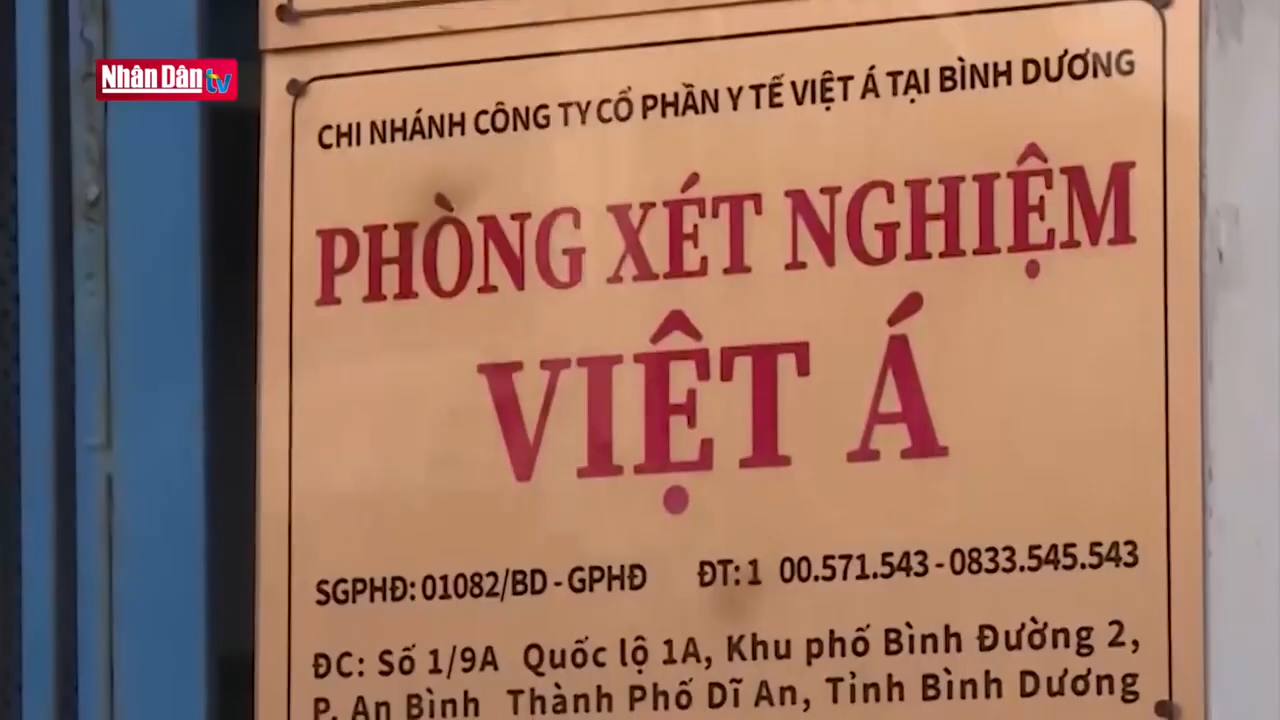 Nhân Dân tv
CHI NHÁNH CÔNG TY CỔ PHẦN Y TẾ VIỆT Á TẠI BÌNH DƯƠNG
PHÒNG XÉT NGHIỆM
VIỆT Á
SGPHĐ: 01082/BD - GPHĐ ĐT: 1 00.571.543 - 0833.545.543
ĐC: Số 1/9A Quốc lộ 1A, Khu phố Bình Đường 2,
P. An Bình Thành Phố Dĩ An, Tỉnh Bình Dương